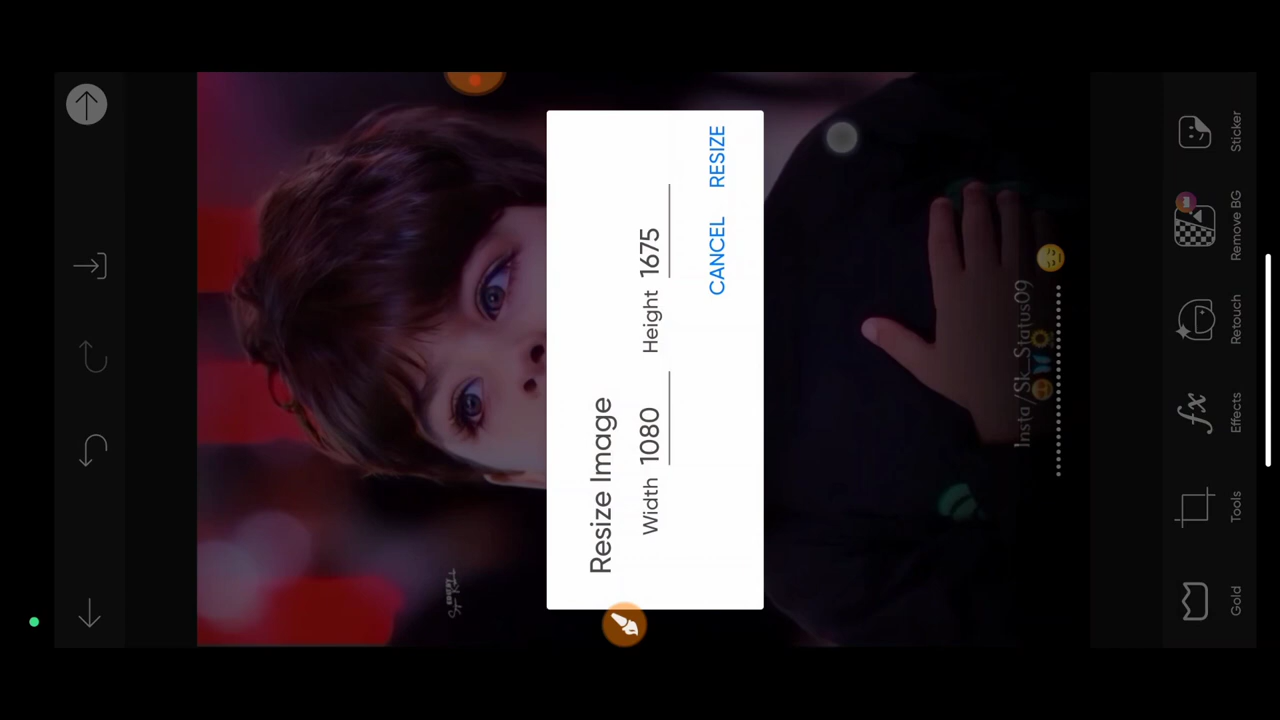 Resize Image
Width 1080 Height 1675
CANCEL RESIZE
Insta/Sk_Status09
Gold
Tools
Effects
Retouch
Remove BG
Sticker